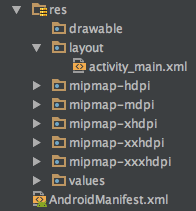 res
drawable
layout
activity_main.xml
mipmap-hdpi
mipmap-mdpi
mipmap-xhdpi
mipmap-xxhdpi
mipmap-xxxhdpi
values
AndroidManifest.xml